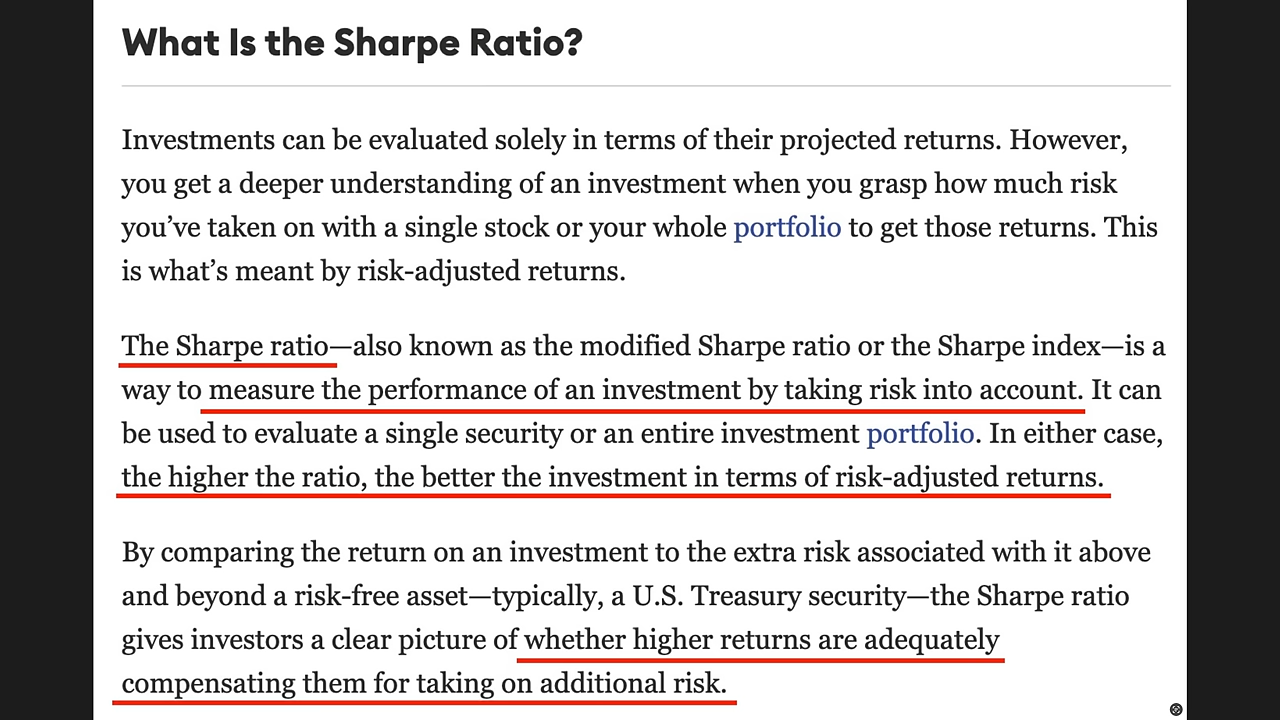 What Is the Sharpe Ratio?
Investments can be evaluated solely in terms of their projected returns. However,
you get a deeper understanding of an investment when you grasp how much risk
you’ve taken on with a single stock or your whole portfolio to get those returns. This
is what’s meant by risk-adjusted returns.
The Sharpe ratio—also known as the modified Sharpe ratio or the Sharpe index—is a
way to measure the performance of an investment by taking risk into account. It can
be used to evaluate a single security or an entire investment portfolio. In either case,
the higher the ratio, the better the investment in terms of risk-adjusted returns.
By comparing the return on an investment to the extra risk associated with it above
and beyond a risk-free asset—typically, a U.S. Treasury security—the Sharpe ratio
gives investors a clear picture of whether higher returns are adequately
compensating them for taking on additional risk.